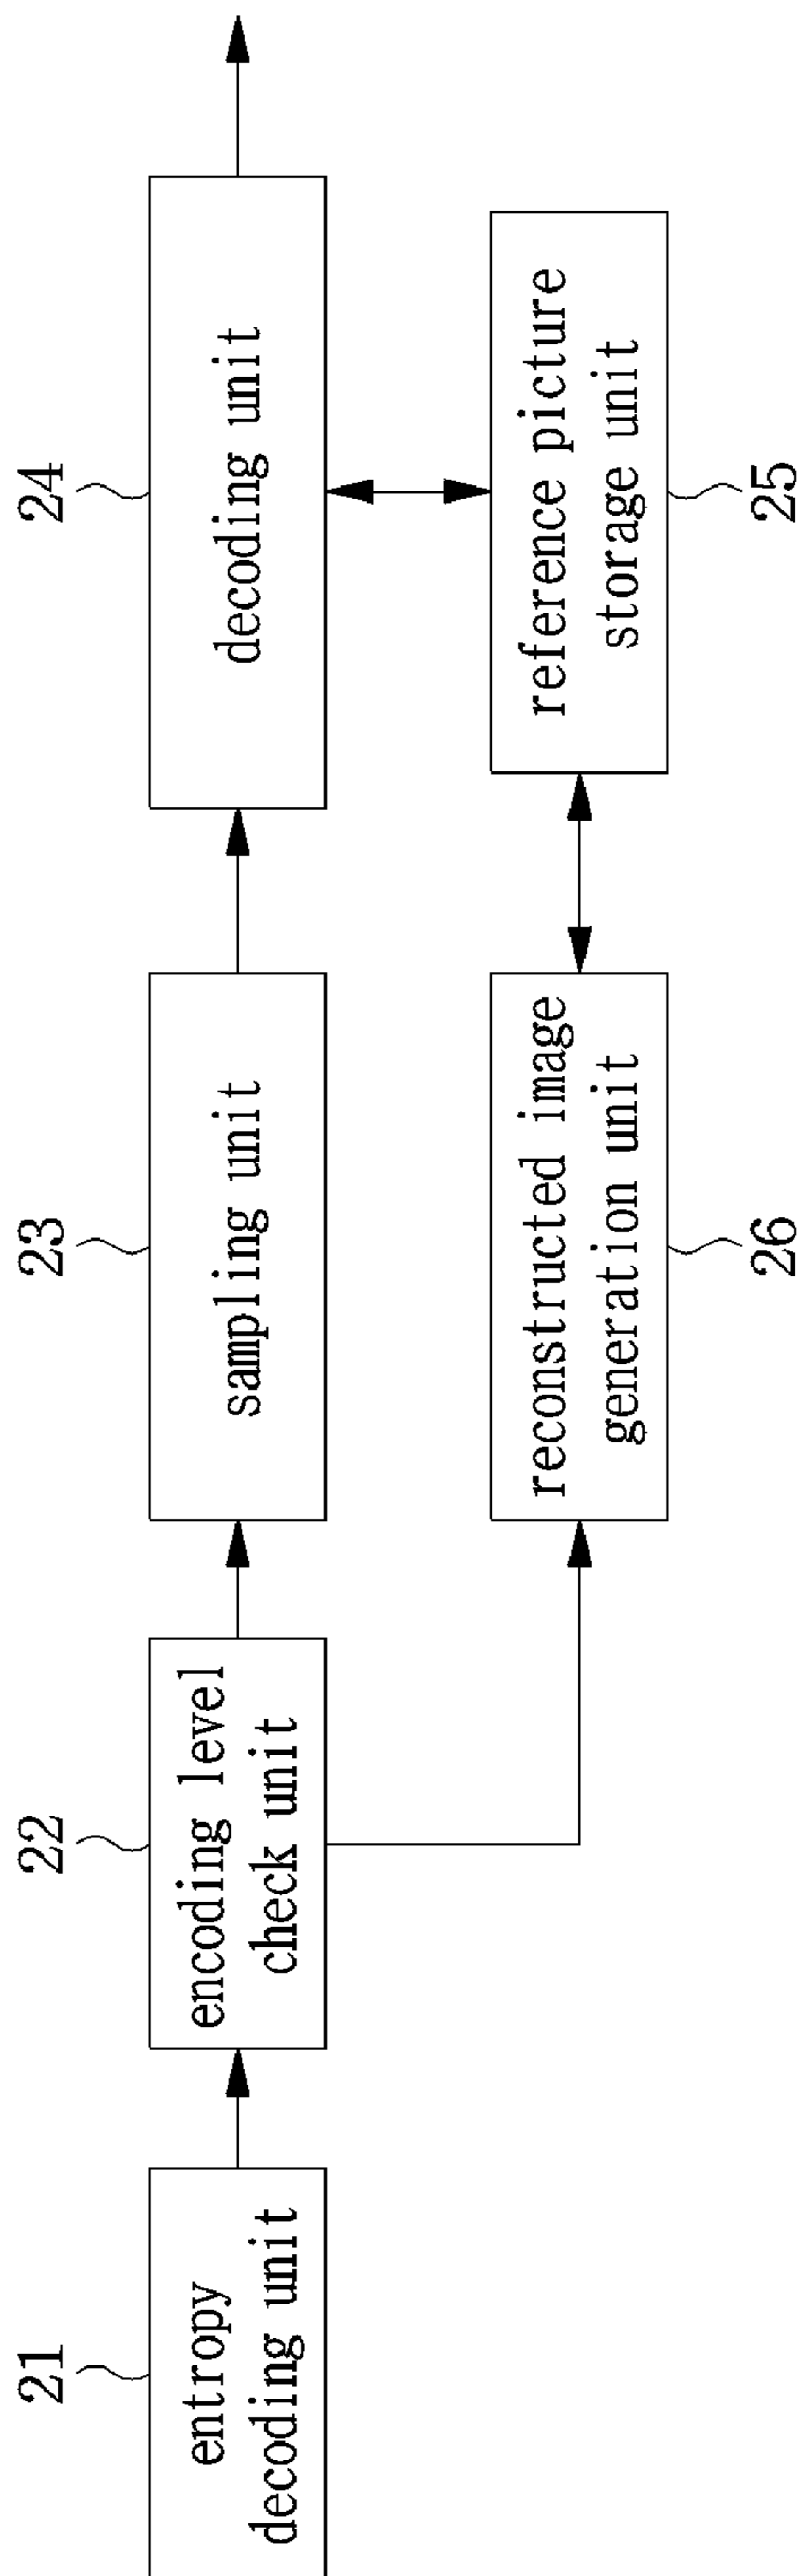 21
entropy
decoding unit
22
encoding level
check unit
23
sampling unit
24
decoding unit
reconstructed image
generation unit
26
reference picture
storage unit
25